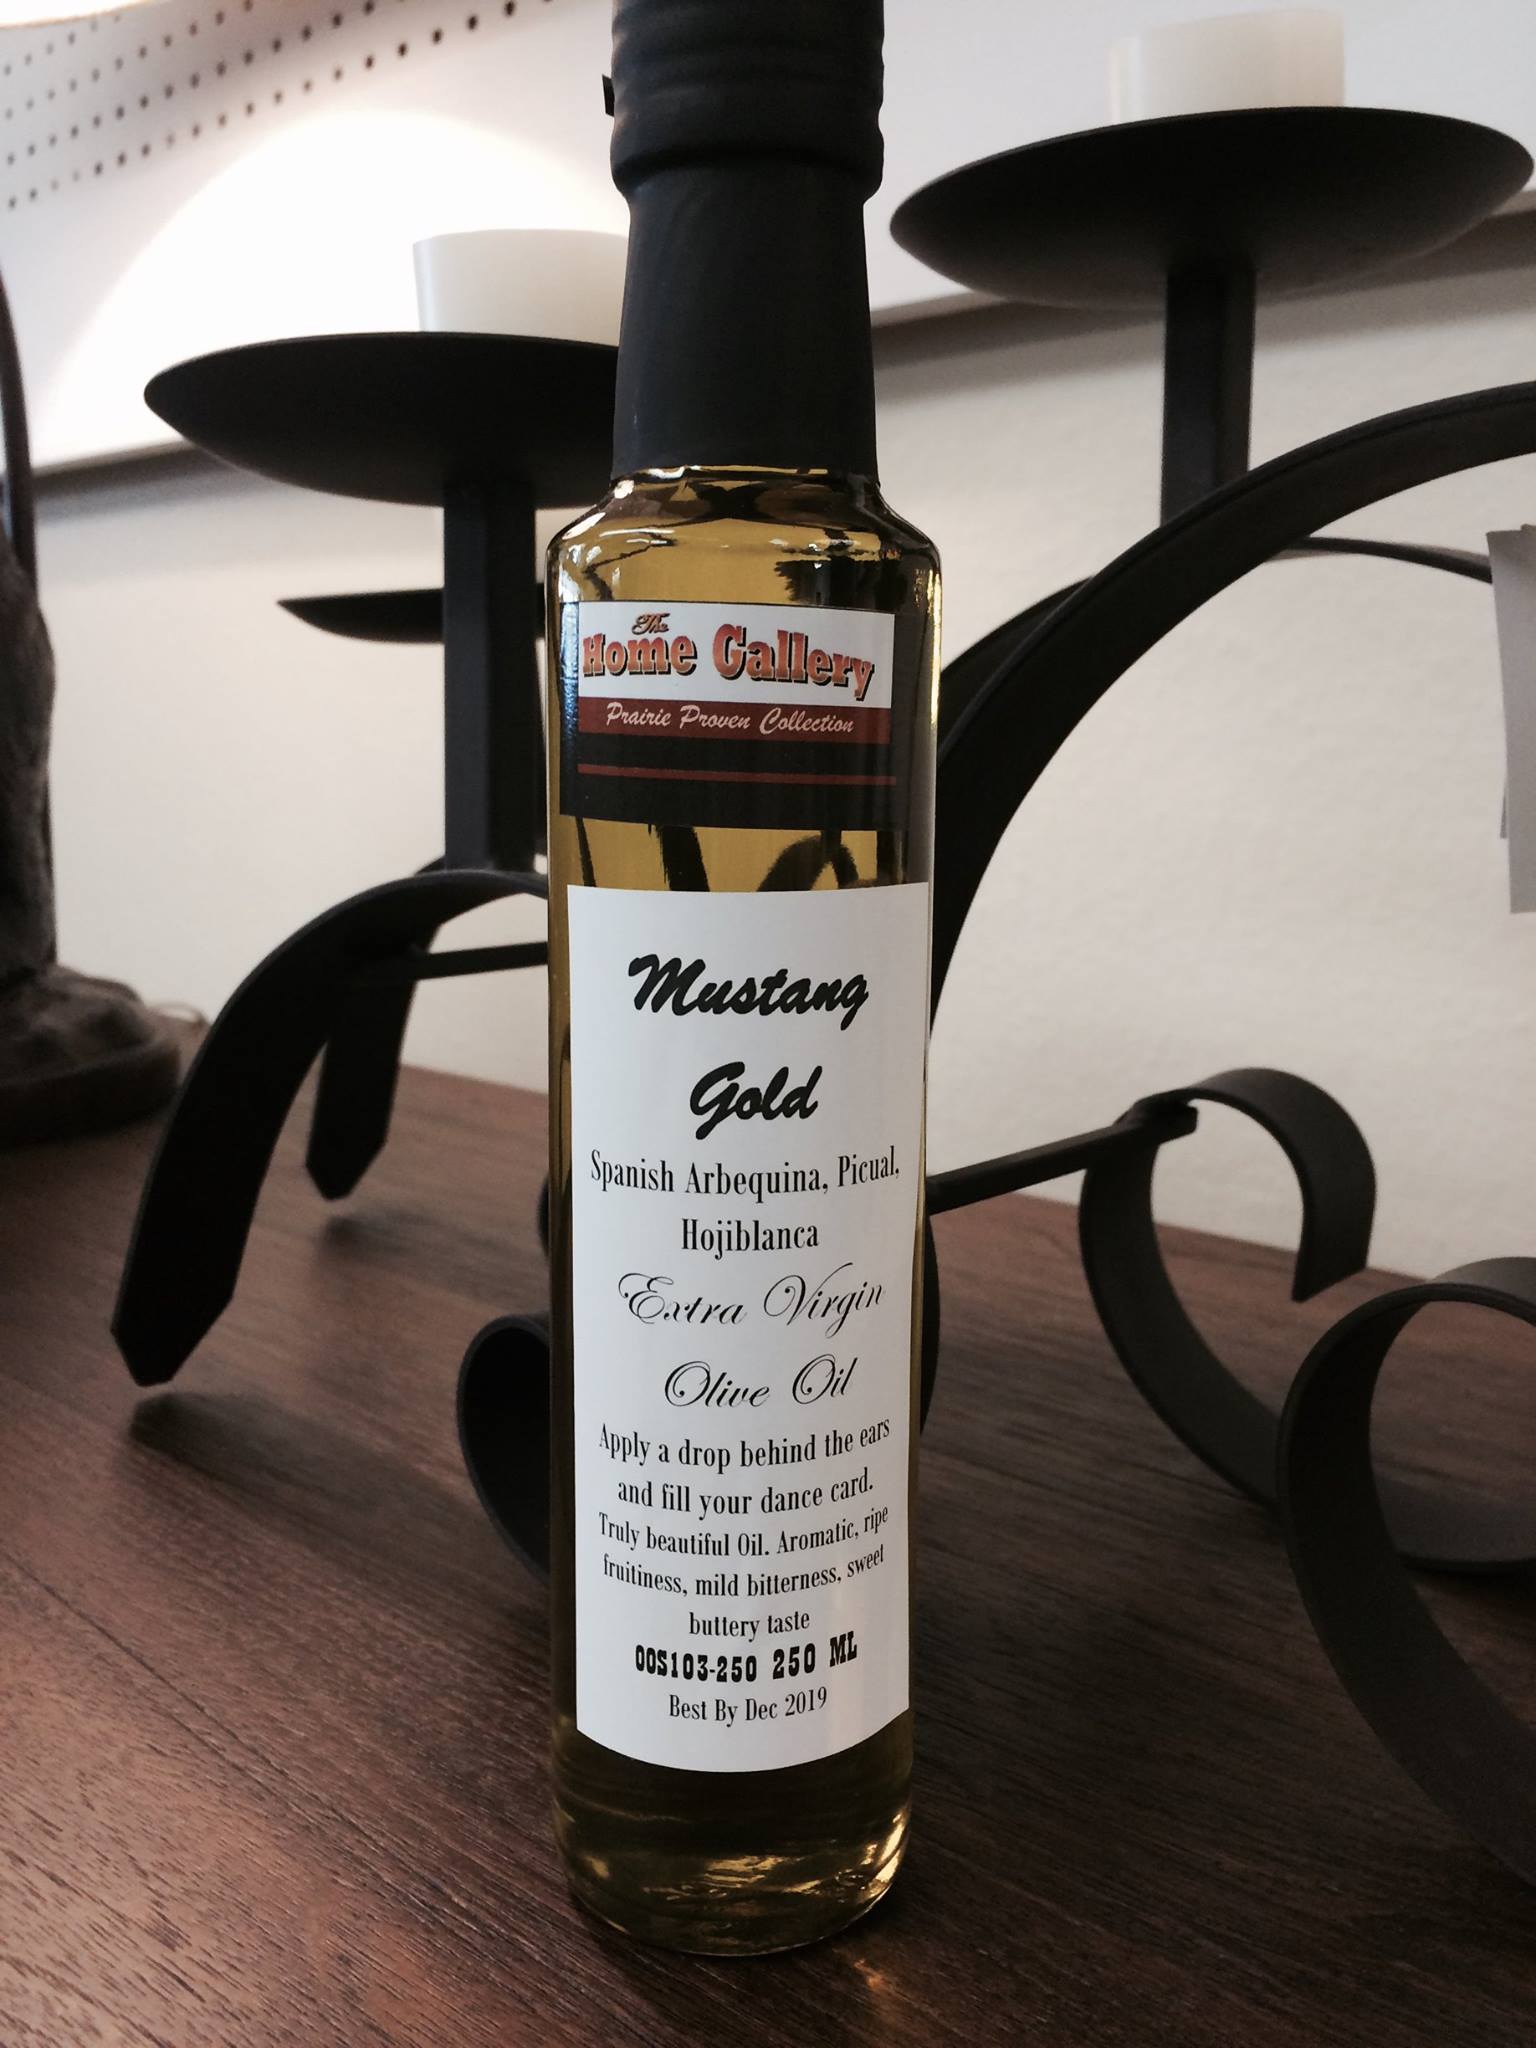 The
Home Gallery
Prairie Proven Collection
Mustang
Gold
Spanish Arbequina, Picual,
Hojiblanca
Extra Virgin
Olive Oil
Apply a drop behind the ears
and fill your dance card.
Truly beautiful Oil. Aromatic, ripe
fruitiness, mild bitterness, sweet
buttery taste
OOS103-250 250 ML
Best By Dec 2019